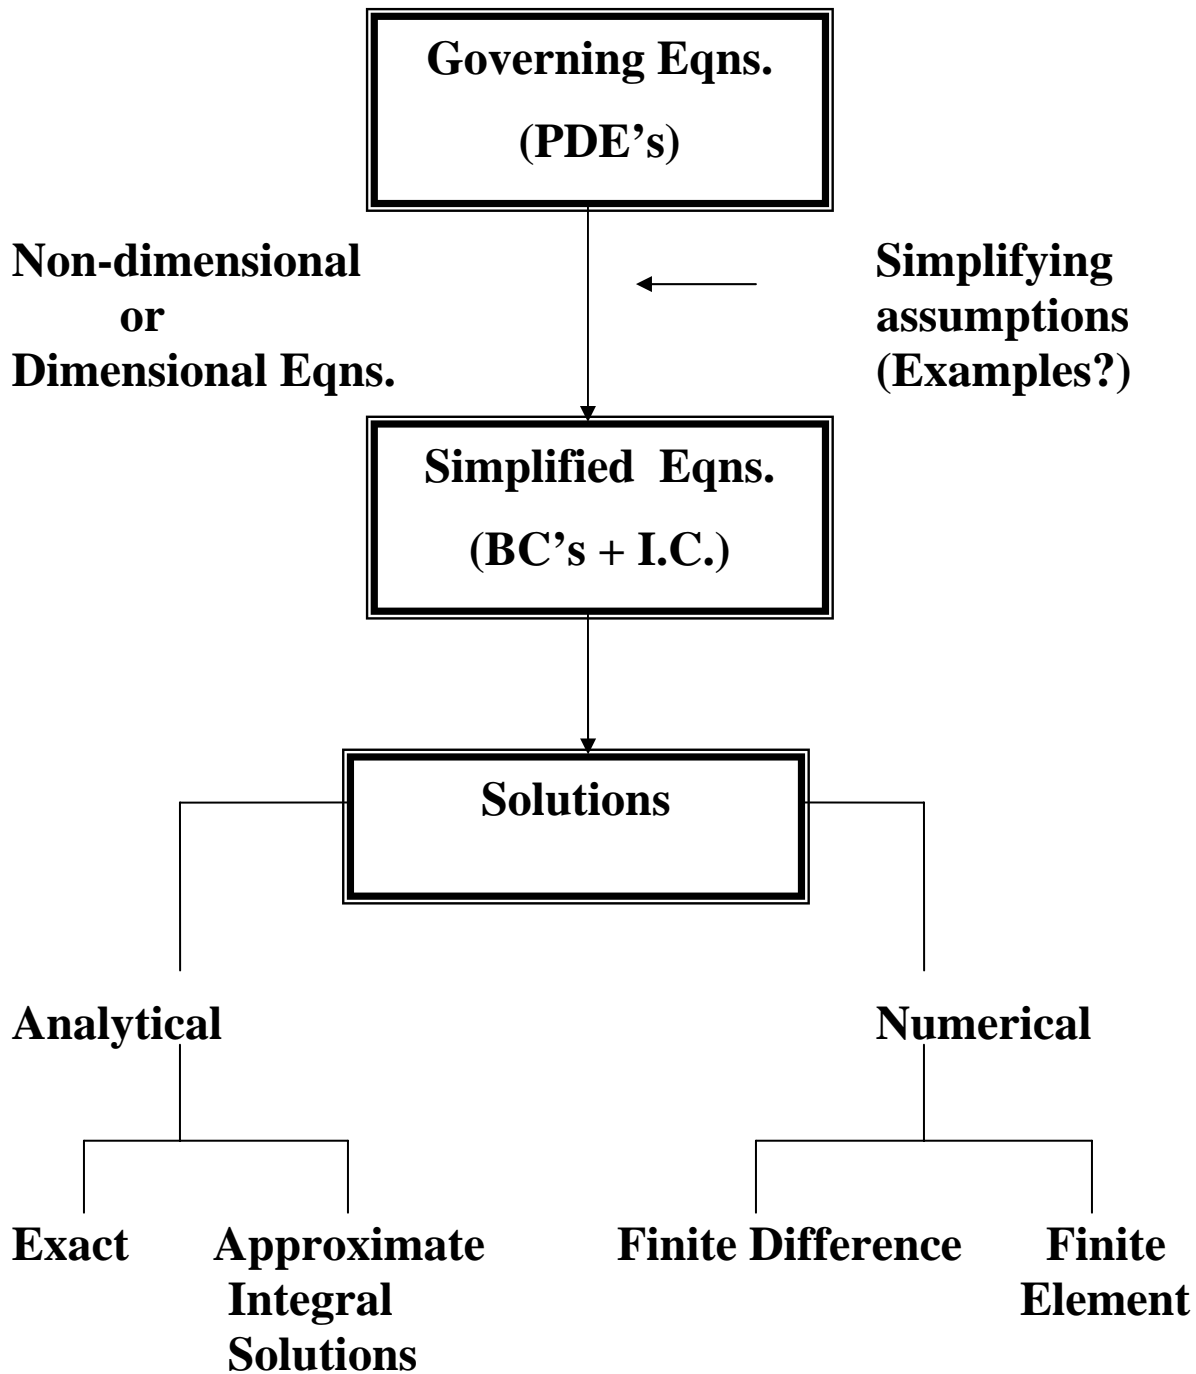 Governing Eqns.
(PDE’s)
Non-dimensional
or
Dimensional Eqns.
Simplifying
assumptions
(Examples?)
Simplified Eqns.
(BC’s + I.C.)
Solutions
Analytical
Numerical
Exact
Approximate
Integral
Solutions
Finite Difference
Finite
Element